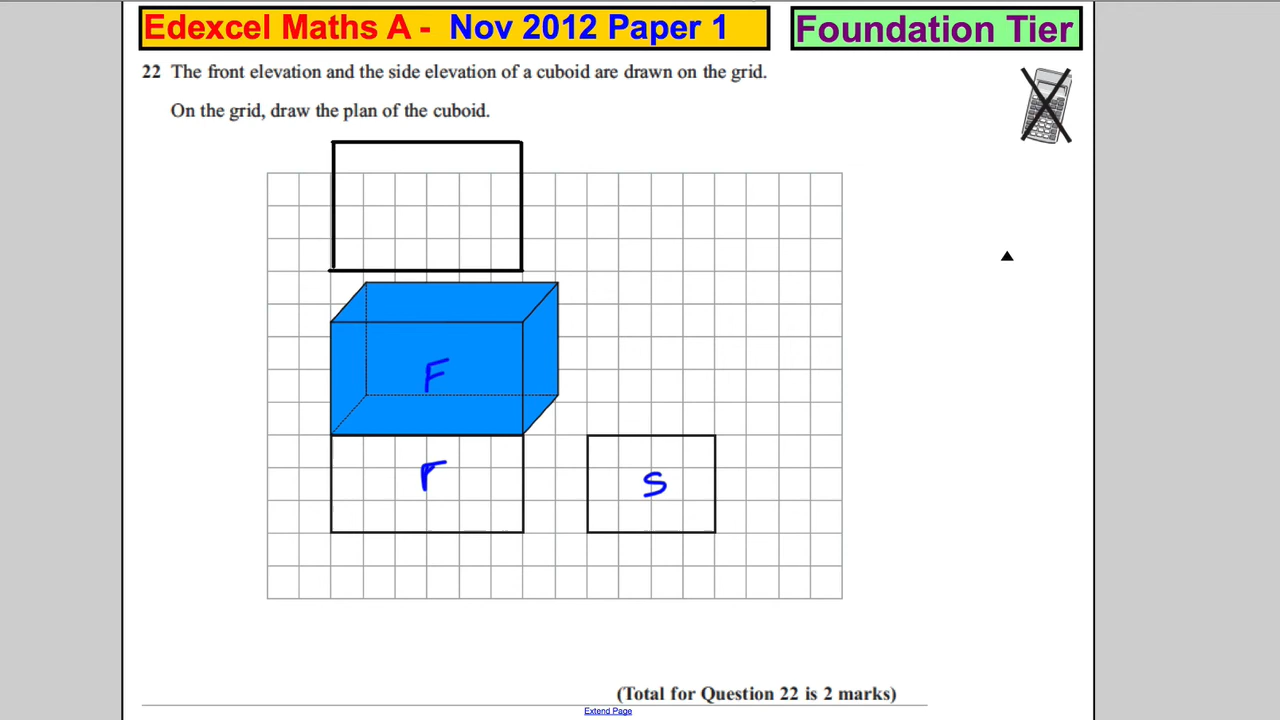 Edexcel Maths A - Nov 2012 Paper 1
Foundation Tier
22 The front elevation and the side elevation of a cuboid are drawn on the grid.
On the grid, draw the plan of the cuboid.
F
F
S
(Total for Question 22 is 2 marks)
Extend Page